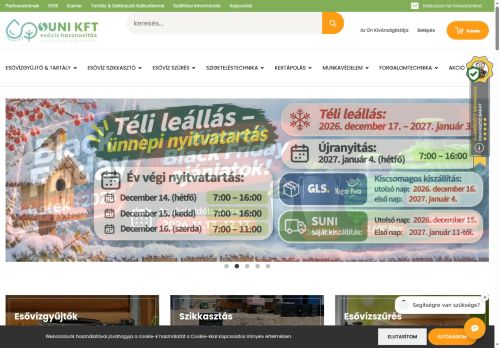 Partnereinknek GYIK Karrier Tartály & Szikkasztó Kalkulátorok Szállítási Információk Kapcsolat
Iratkozzon fel hírlevelünkre!
SUNI KFT
esővíz hasznosítás
keresés...
Az Ön Kívánságlistája Belépés Kosár
ESŐVÍZGYŰJTŐ & TARTÁLY ESŐVÍZ SZIKKASZTÓ ESŐVÍZ SZŰRÉS SZIGETELÉSTECHNIKA KERTÁPOLÁS MUNKAVÉDELEM FORGALOMTECHNIKA AKCIÓ
Téli leállás –
ünnepi nyitvatartás
Black Friday
Év végi nyitvatartás:
December 14. (hétfő) 7:00 – 16:00
December 15. (kedd) 7:00 – 16:00
December 16. (szerda) 7:00 – 11:00
Téli leállás:
2026. december 17. – 2027. január 3.
Újranyitás:
2027. január 4. (hétfő) 7:00 – 16:00
GLS
Kiscsomagos kiszállítás:
utolsó nap: 2026. december 16.
első nap: 2027. január 4.
SUNI
saját kiszállítás:
Utolsó nap: 2026. december 15.
Első nap: 2027. január 11-től.
Esővízgyűjtők
Szikkasztás
Esővízszűrés
Segítségre van szüksége?
Weboldalunk használatával jóváhagyja a cookie-k használatát a Cookie-kkal kapcsolatos irányelv értelmében.
ELUTASÍTOM
ELFOGADOM